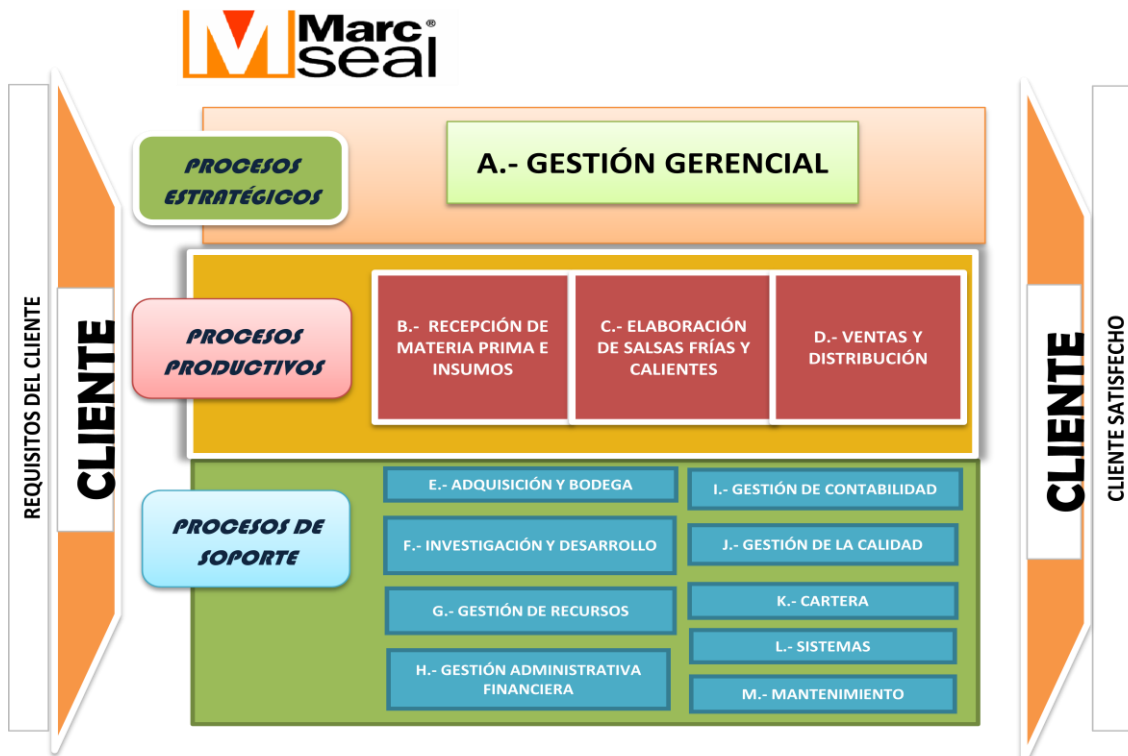 Marc®
seal
REQUISITOS DEL CLIENTE
CLIENTE
PROCESOS
ESTRATÉGICOS
A.- GESTIÓN GERENCIAL
PROCESOS
PRODUCTIVOS
B.- RECEPCIÓN DE
MATERIA PRIMA E
INSUMOS
C.- ELABORACIÓN
DE SALSAS FRÍAS Y
CALIENTES
D.- VENTAS Y
DISTRIBUCIÓN
PROCESOS DE
SOPORTE
E.- ADQUISICIÓN Y BODEGA
F.- INVESTIGACIÓN Y DESARROLLO
G.- GESTIÓN DE RECURSOS
H.- GESTIÓN ADMINISTRATIVA
FINANCIERA
I.- GESTIÓN DE CONTABILIDAD
J.- GESTIÓN DE LA CALIDAD
K.- CARTERA
L.- SISTEMAS
M.- MANTENIMIENTO
CLIENTE
CLIENTE SATISFECHO